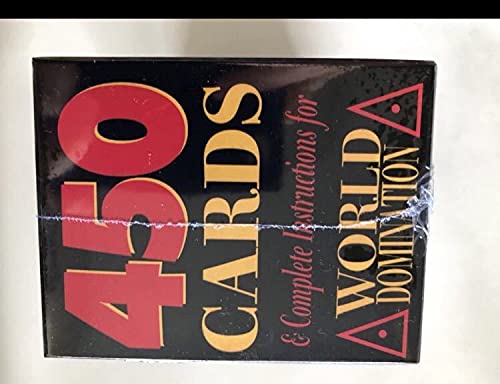 450
CARDS
& Complete Instructions for
WORLD
DOMINATION